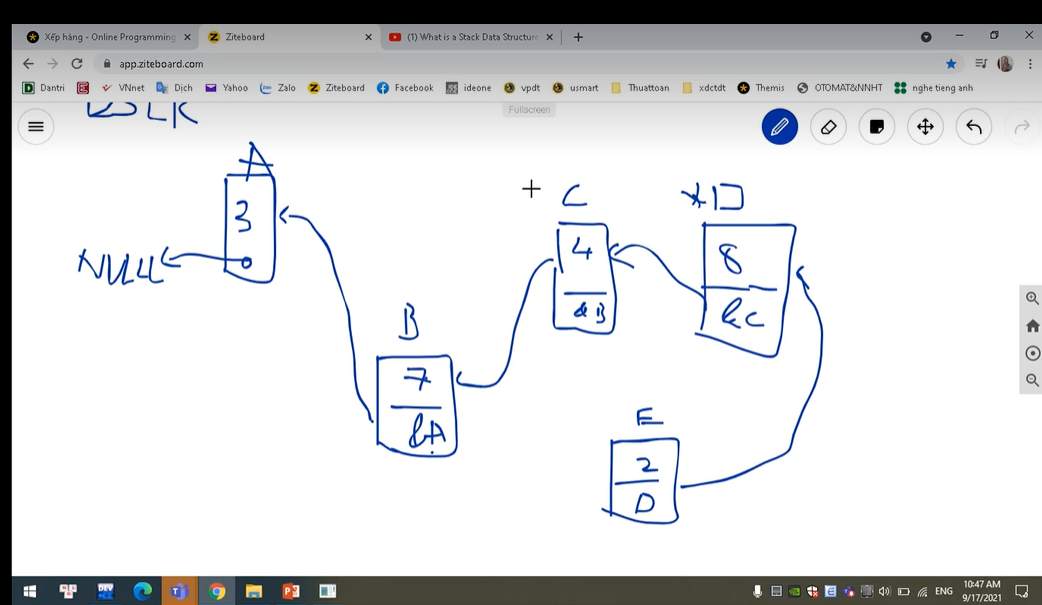 Xếp hàng - Online Programming
Ziteboard
(1) What is a Stack Data Structure
app.ziteboard.com
Dantri
VNnet
Dịch
Yahoo
Zalo
Ziteboard
Facebook
ideone
vpdt
usmart
Thuattoan
xdctdt
Themis
OTOMAT&NNHT
nghe tieng anh
Fullscreen
A
3
NULL
B
7
&A
C
4
&B
*D
8
&C
E
2
D
ENG
10:47 AM
9/17/2021